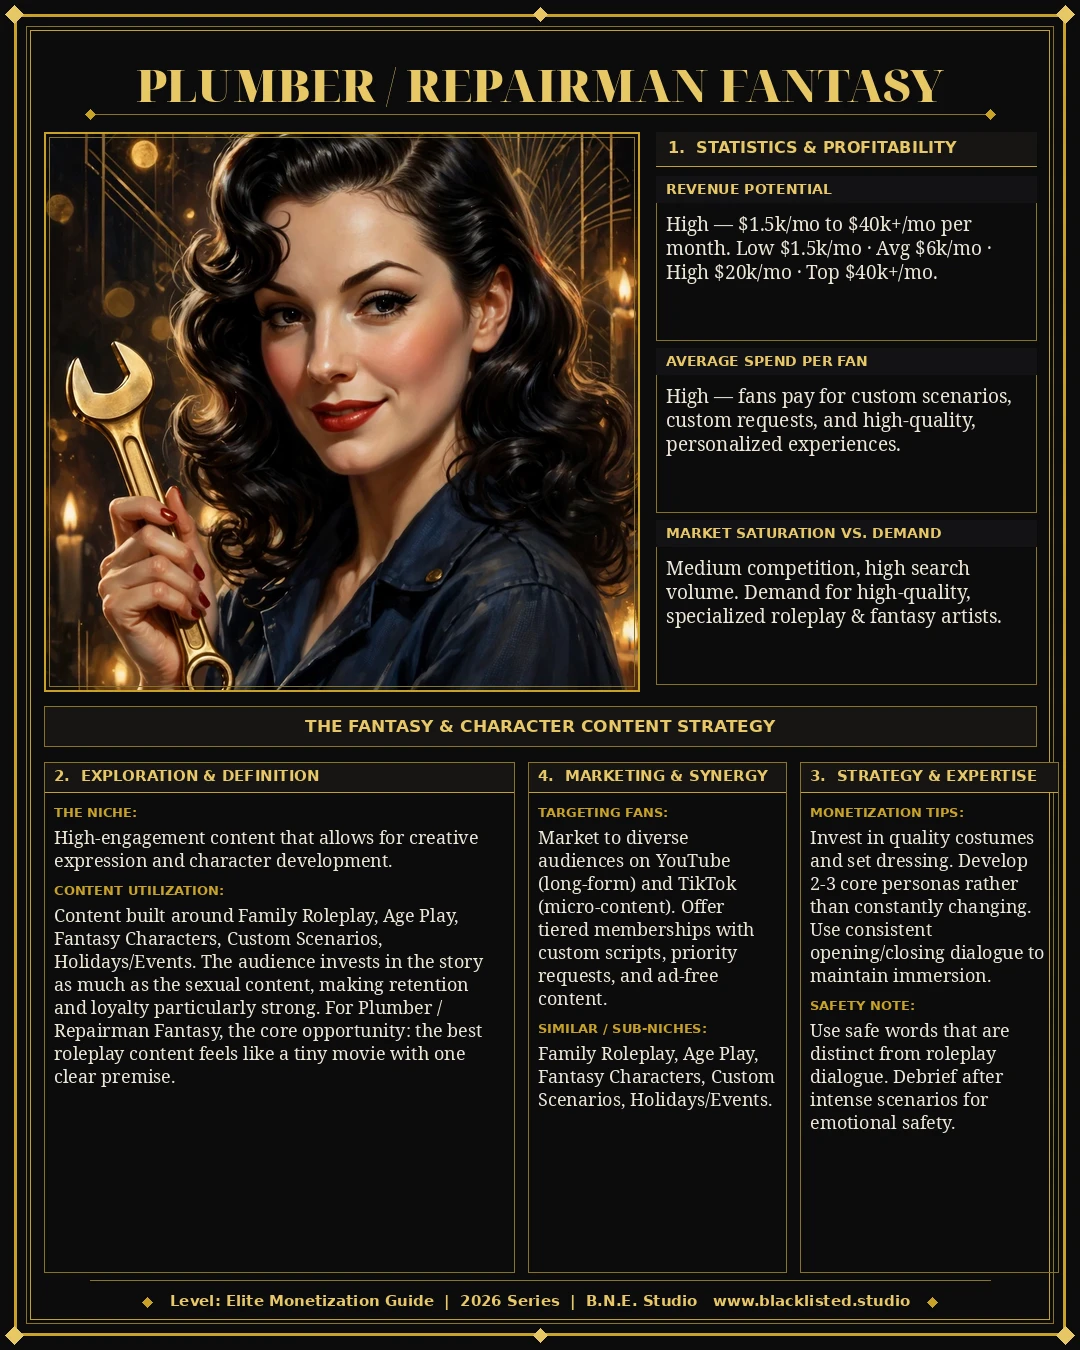 PLUMBER / REPAIRMAN FANTASY
1. STATISTICS & PROFITABILITY
REVENUE POTENTIAL
High — $1.5k/mo to $40k+/mo per
month. Low $1.5k/mo · Avg $6k/mo ·
High $20k/mo · Top $40k+/mo.
AVERAGE SPEND PER FAN
High — fans pay for custom scenarios,
custom requests, and high-quality,
personalized experiences.
MARKET SATURATION VS. DEMAND
Medium competition, high search
volume. Demand for high-quality,
specialized roleplay & fantasy artists.
THE FANTASY & CHARACTER CONTENT STRATEGY
2. EXPLORATION & DEFINITION
THE NICHE:
High-engagement content that allows for creative
expression and character development.
CONTENT UTILIZATION:
Content built around Family Roleplay, Age Play,
Fantasy Characters, Custom Scenarios,
Holidays/Events. The audience invests in the story
as much as the sexual content, making retention
and loyalty particularly strong. For Plumber /
Repairman Fantasy, the core opportunity: the best
roleplay content feels like a tiny movie with one
clear premise.
4. MARKETING & SYNERGY
TARGETING FANS:
Market to diverse
audiences on YouTube
(long-form) and TikTok
(micro-content). Offer
tiered memberships with
custom scripts, priority
requests, and ad-free
content.
SIMILAR / SUB-NICHES:
Family Roleplay, Age Play,
Fantasy Characters, Custom
Scenarios, Holidays/Events.
3. STRATEGY & EXPERTISE
MONETIZATION TIPS:
Invest in quality costumes
and set dressing. Develop
2-3 core personas rather
than constantly changing.
Use consistent
opening/closing dialogue to
maintain immersion.
SAFETY NOTE:
Use safe words that are
distinct from roleplay
dialogue. Debrief after
intense scenarios for
emotional safety.
Level: Elite Monetization Guide | 2026 Series | B.N.E. Studio www.blacklisted.studio